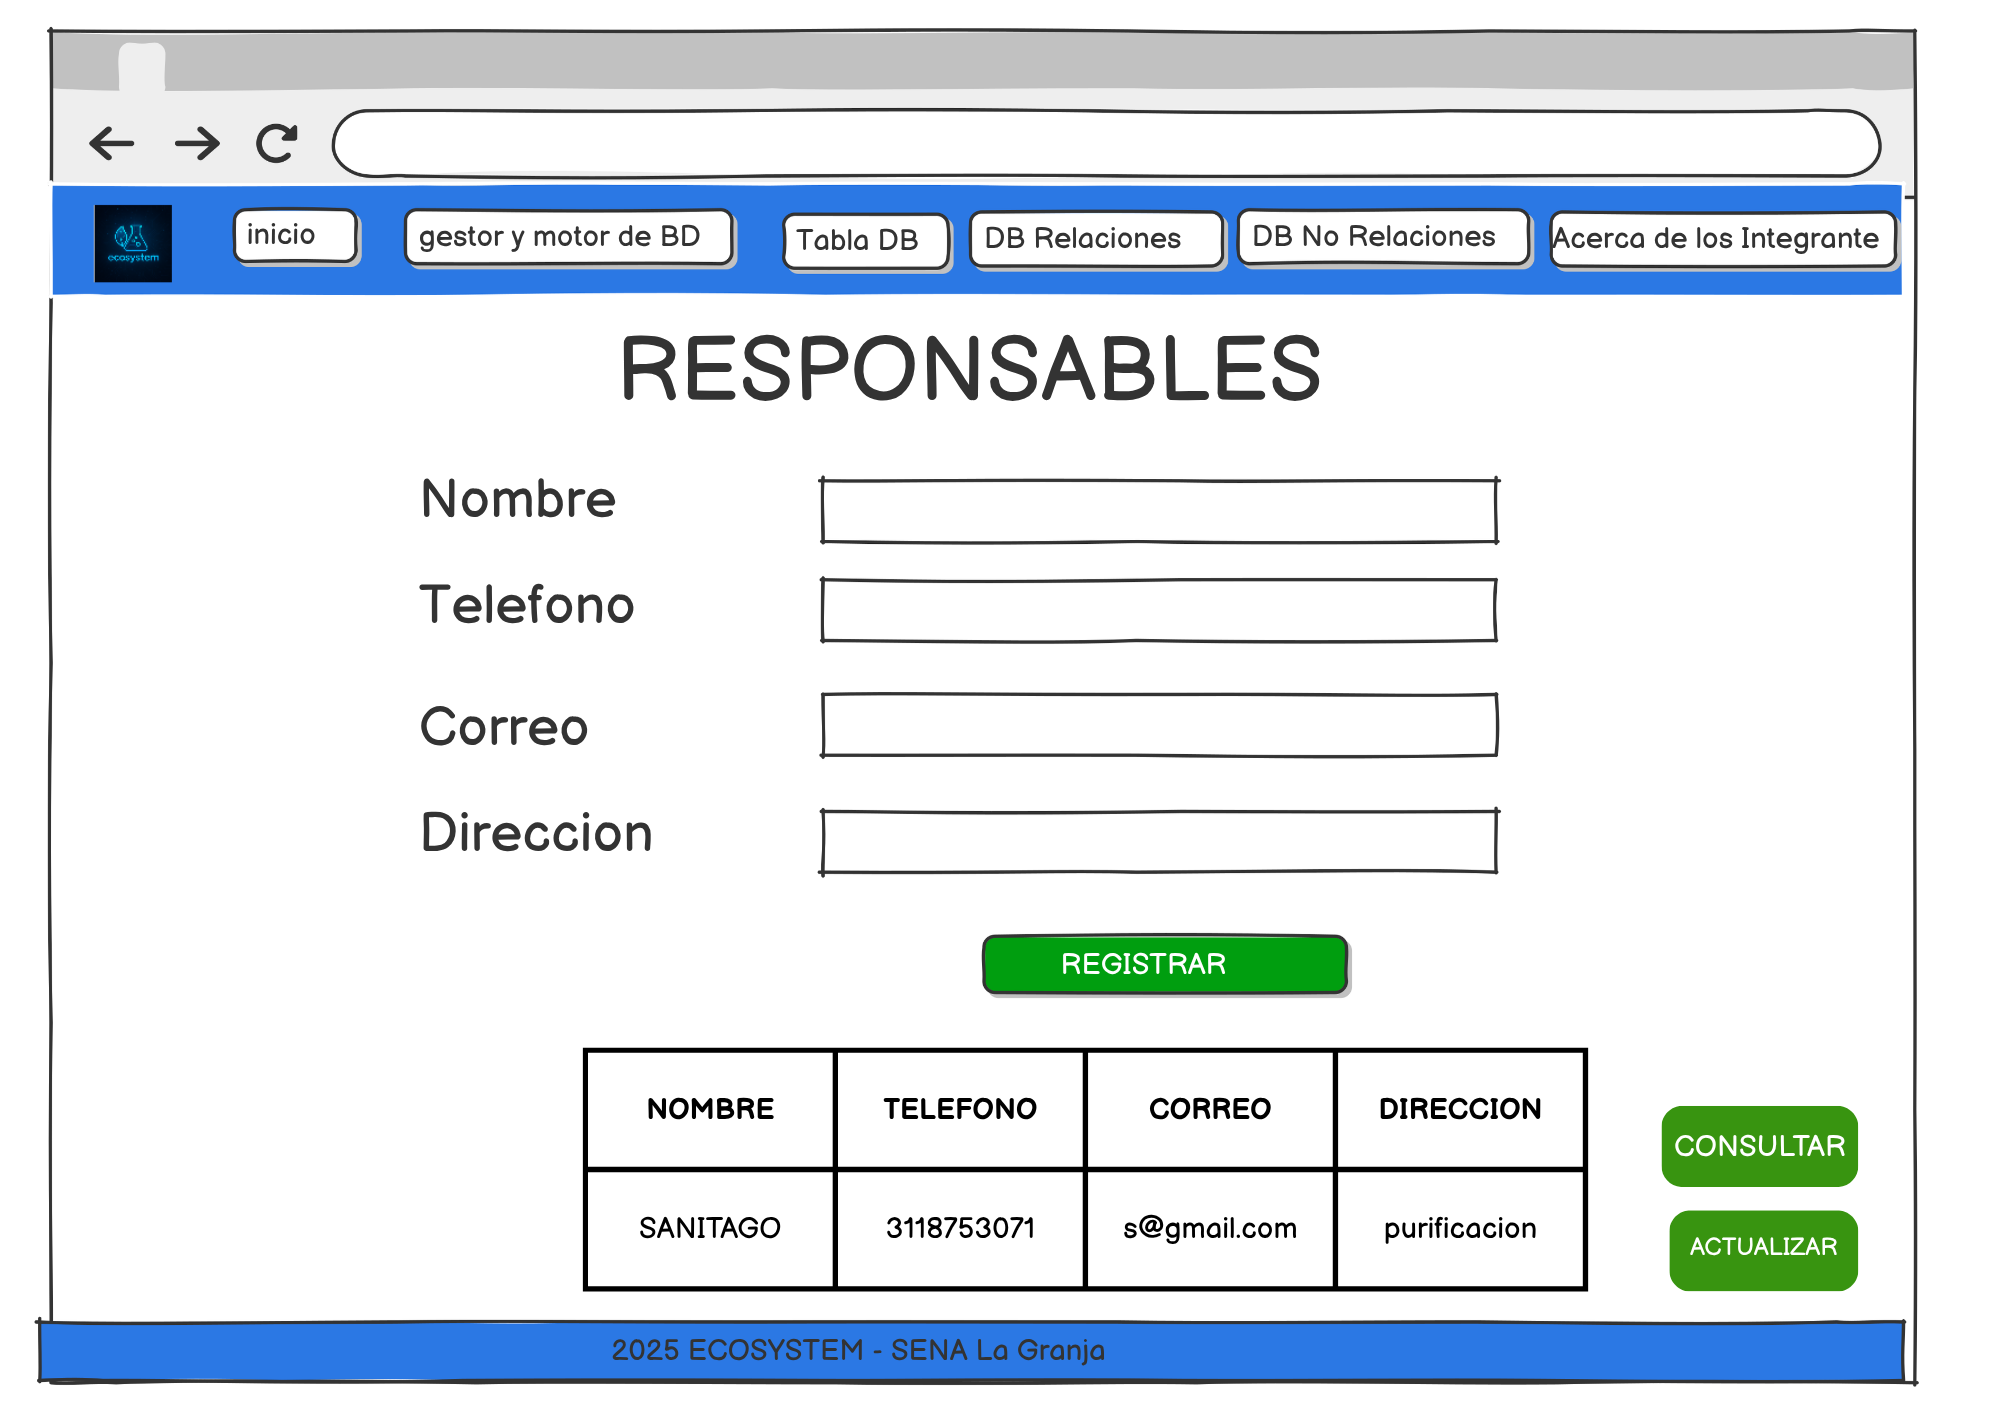 ecosystem
inicio
gestor y motor de BD
Tabla DB
DB Relaciones
DB No Relaciones
Acerca de los Integrante
RESPONSABLES
Nombre
Telefono
Correo
Direccion
REGISTRAR
NOMBRE TELEFONO CORREO DIRECCION
SANITAGO 3118753071 s@gmail.com purificacion
CONSULTAR
ACTUALIZAR
2025 ECOSYSTEM - SENA La Granja